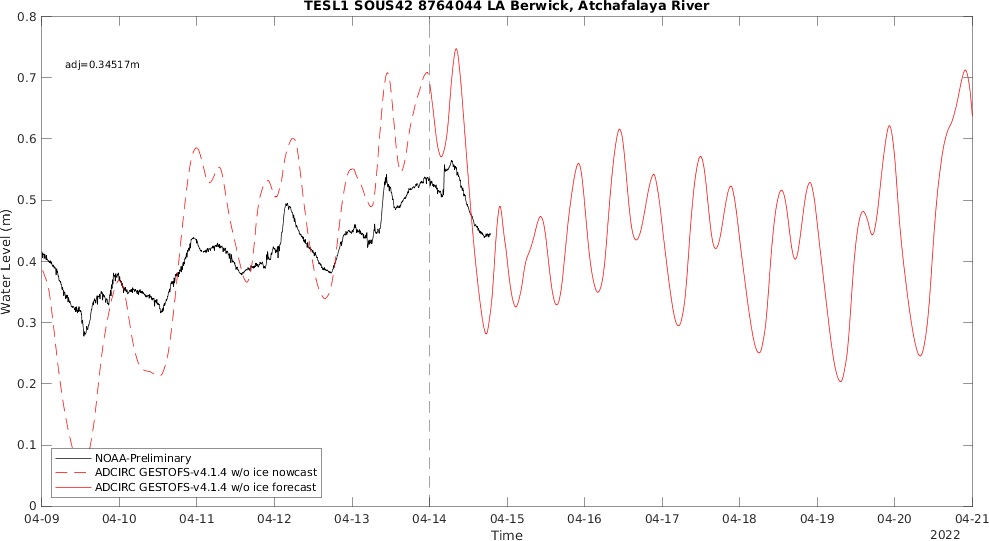 TESL1 SOUS42 8764044 LA Berwick, Atchafalaya River
adj=0.34517m
Water Level (m)
0.8
0.7
0.6
0.5
0.4
0.3
0.2
0.1
0
NOAA-Preliminary
ADCIRC GESTOFS-v4.1.4 w/o ice nowcast
ADCIRC GESTOFS-v4.1.4 w/o ice forecast
04-09 04-10 04-11 04-12 04-13 04-14 04-15 04-16 04-17 04-18 04-19 04-20 04-21
Time
2022